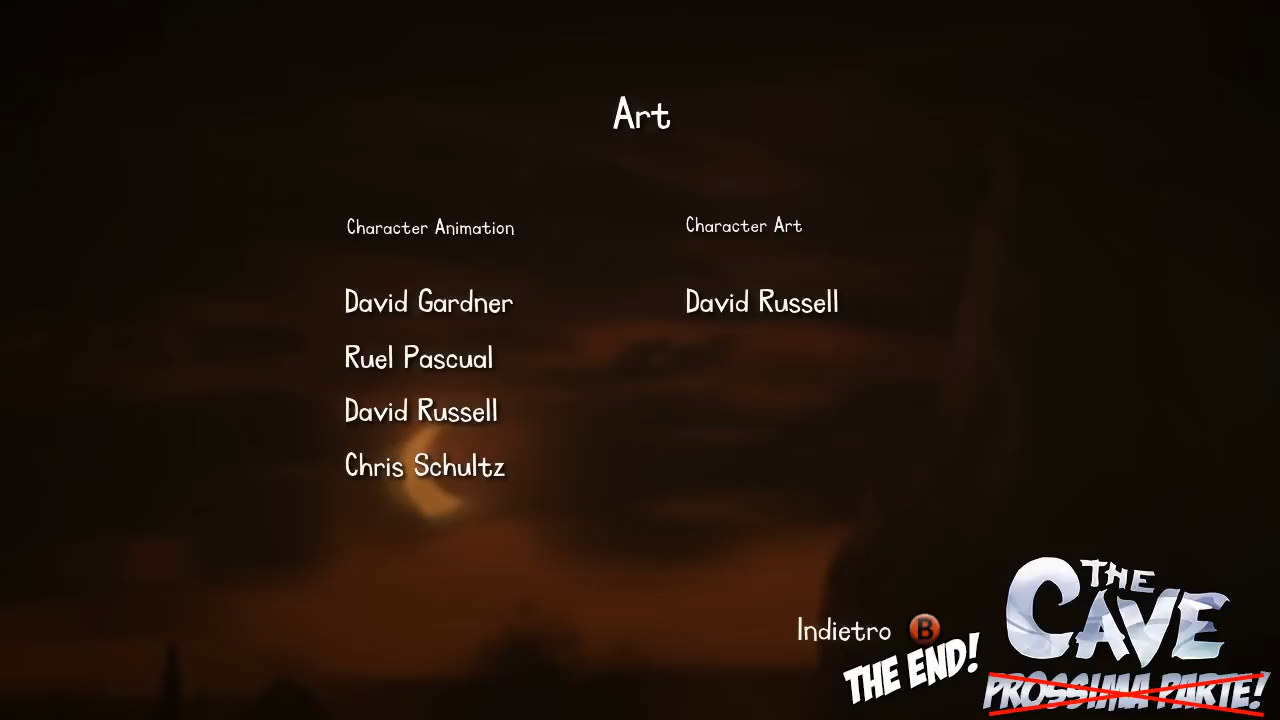 Art
Character Animation
David Gardner
Ruel Pascual
David Russell
Chris Schultz
Character Art
David Russell
Indietro B
THE END!
THE
CAVE
PROSSIMA PARTE!